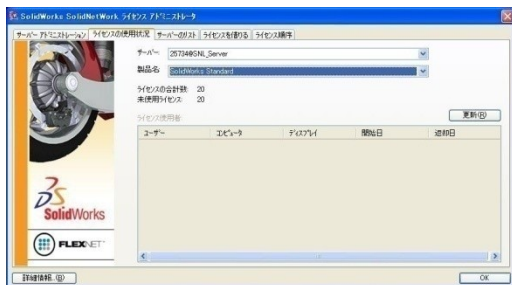 SolidWorks SolidNetWork ライセンス アドミニストレータ
サーバー アドミニストレーション ライセンスの使用状況 サーバーのリスト ライセンスを借りる ライセンス順序
サーバー: 25734@SNL_Server
製品名: SolidWorks Standard
ライセンスの合計数: 20
未使用ライセンス: 20
ライセンス使用者
更新(R)
ユーザー コンピュータ ディスプレイ 開始日 返却日
SolidWorks
FLEXNET
詳細情報...(B) OK